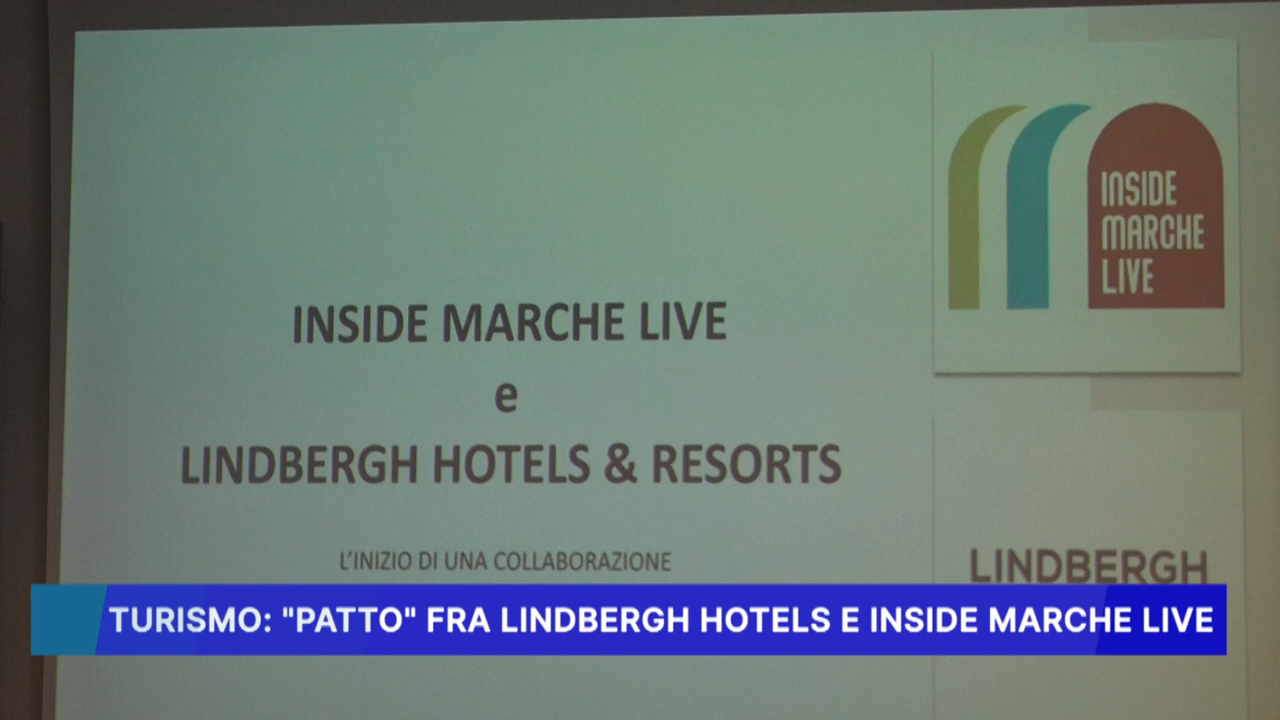 INSIDE
MARCHE
LIVE
INSIDE MARCHE LIVE
e
LINDBERGH HOTELS & RESORTS
L'INIZIO DI UNA COLLABORAZIONE
LINDBERGH
TURISMO: "PATTO" FRA LINDBERGH HOTELS E INSIDE MARCHE LIVE